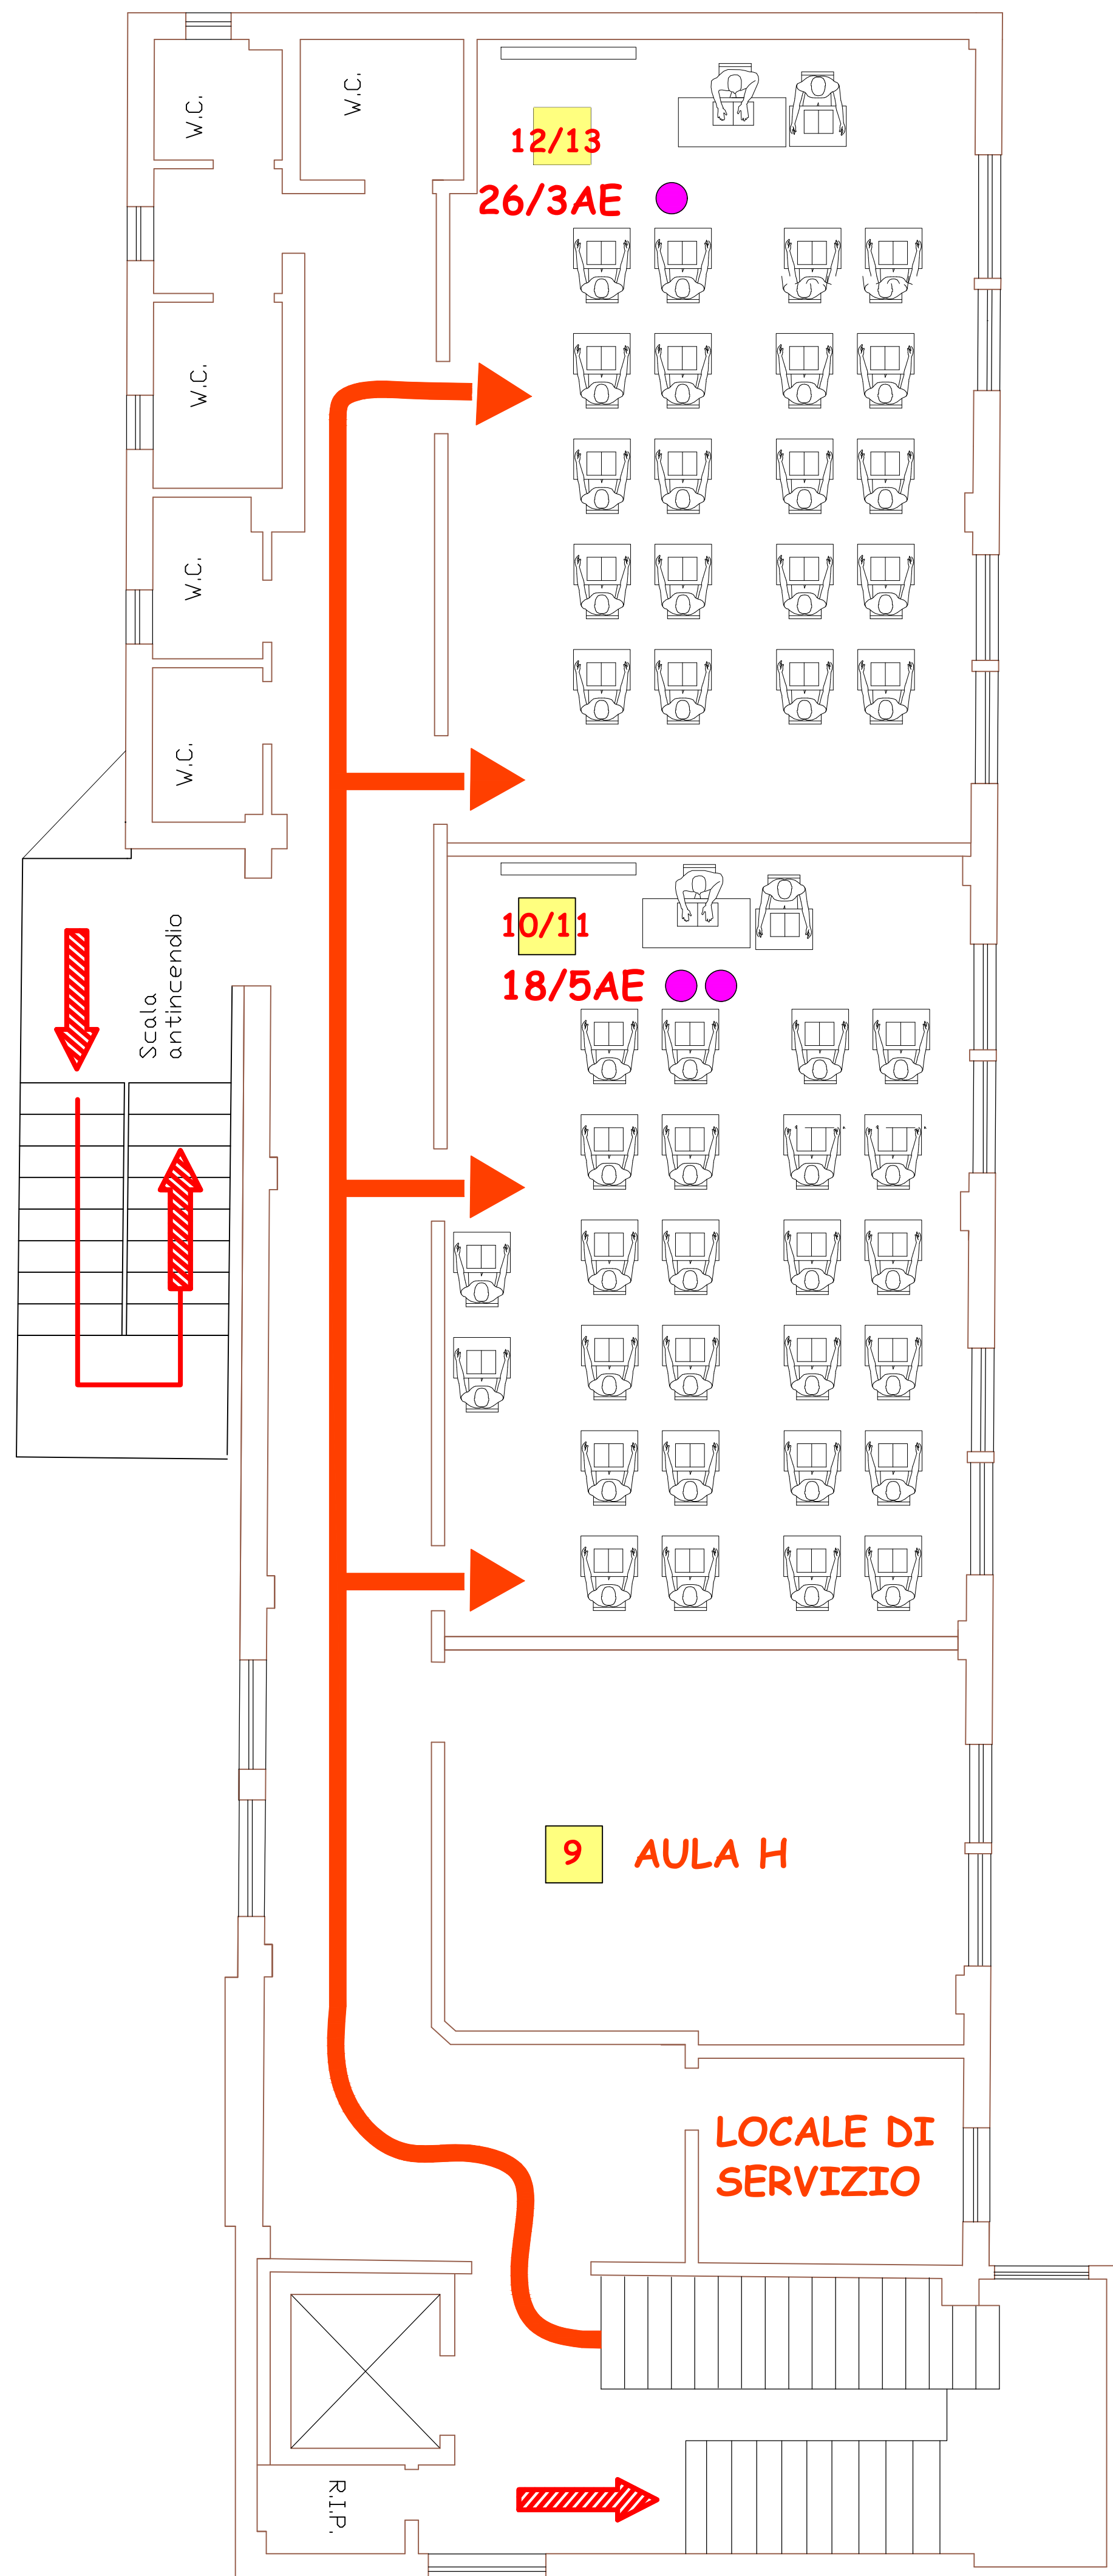 W.C.
W.C.
12/13
26/3AE
W.C.
W.C.
W.C.
10/11
18/5AE
Scala
antincendio
9
AULA H
LOCALE DI
SERVIZIO
R.I.P.